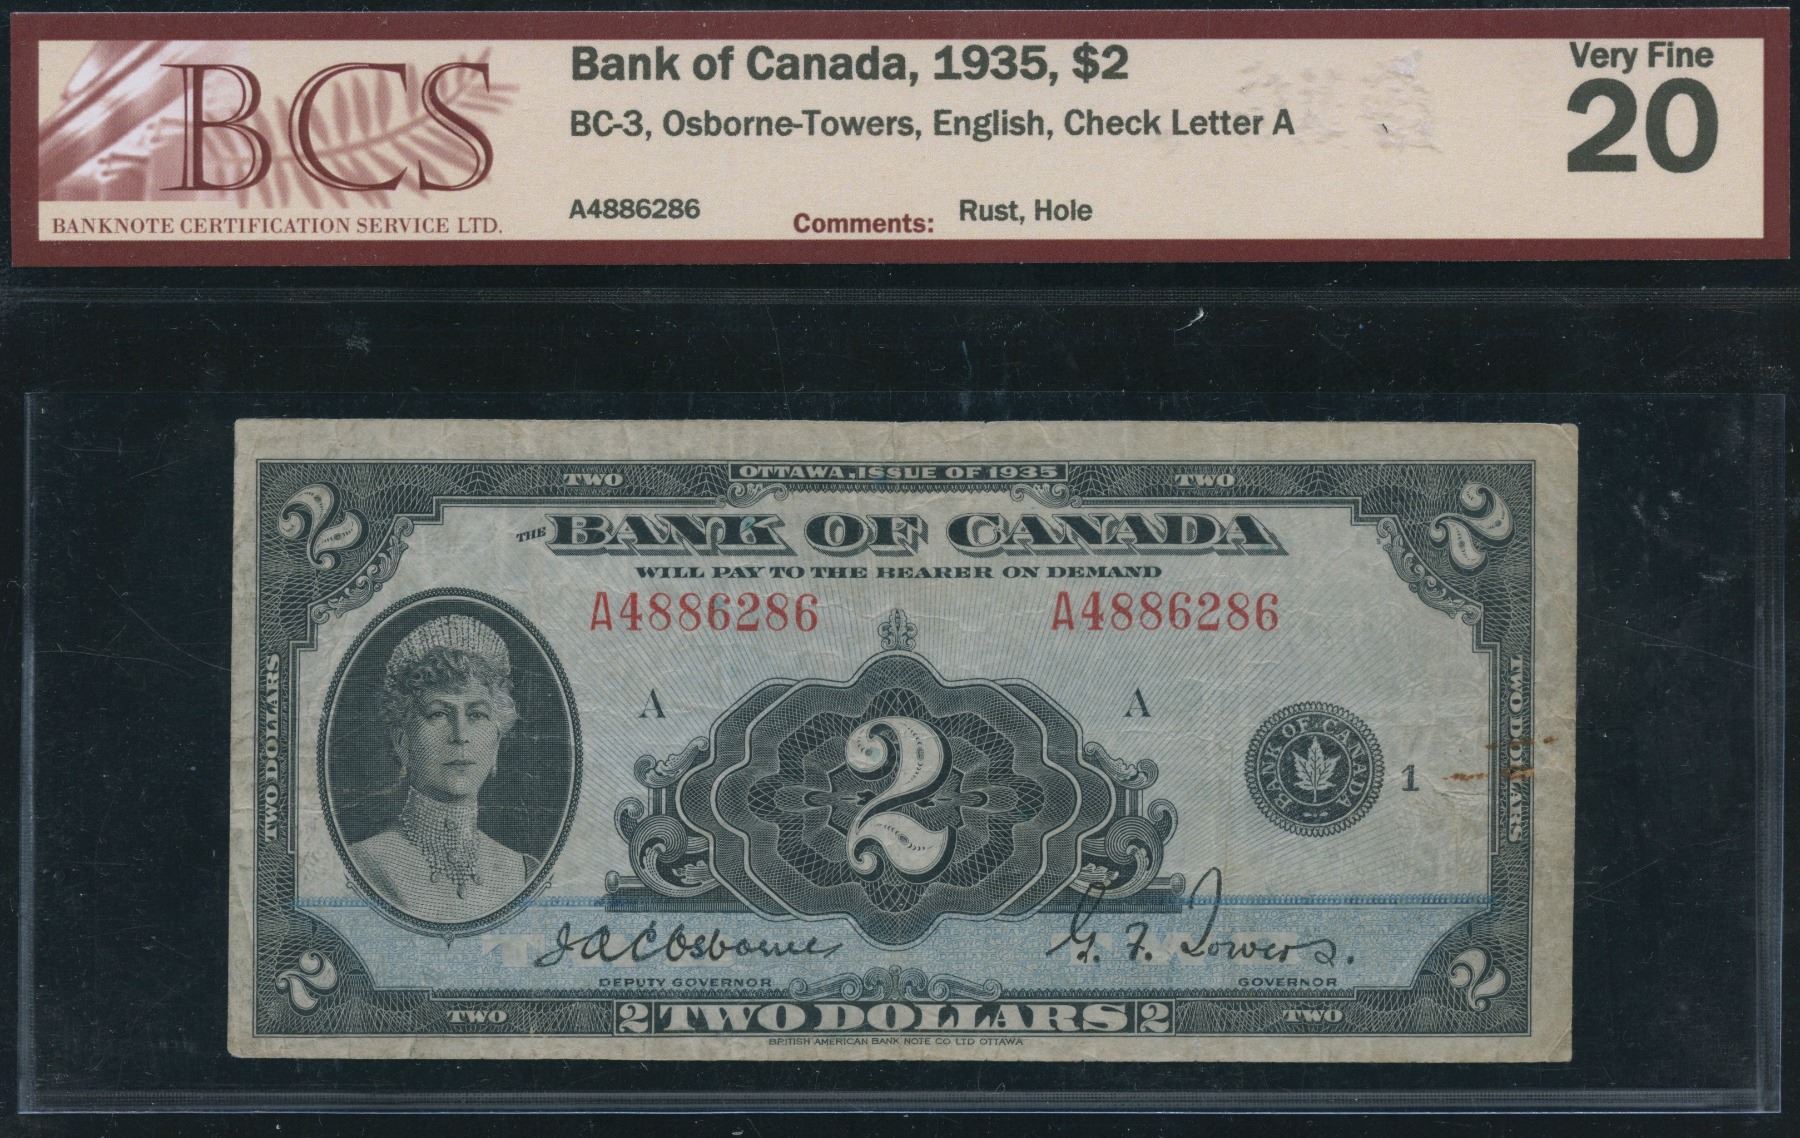 BCS
BANKNOTE CERTIFICATION SERVICE LTD.
Bank of Canada, 1935, $2
BC-3, Osborne-Towers, English, Check Letter A
A4886286
Comments: Rust, Hole
Very Fine
20
2 TWO OTTAWA, ISSUE OF 1935 TWO 2
THE BANK OF CANADA
WILL PAY TO THE BEARER ON DEMAND
A4886286 A4886286
TWO DOLLARS
A A
2
BANK OF CANADA
1
TWO DOLLARS
TWO TWO
J A C Osborne G. F. Towers.
DEPUTY GOVERNOR GOVERNOR
2 TWO 2 TWO DOLLARS 2 TWO 2
BRITISH AMERICAN BANK NOTE CO. LTD OTTAWA